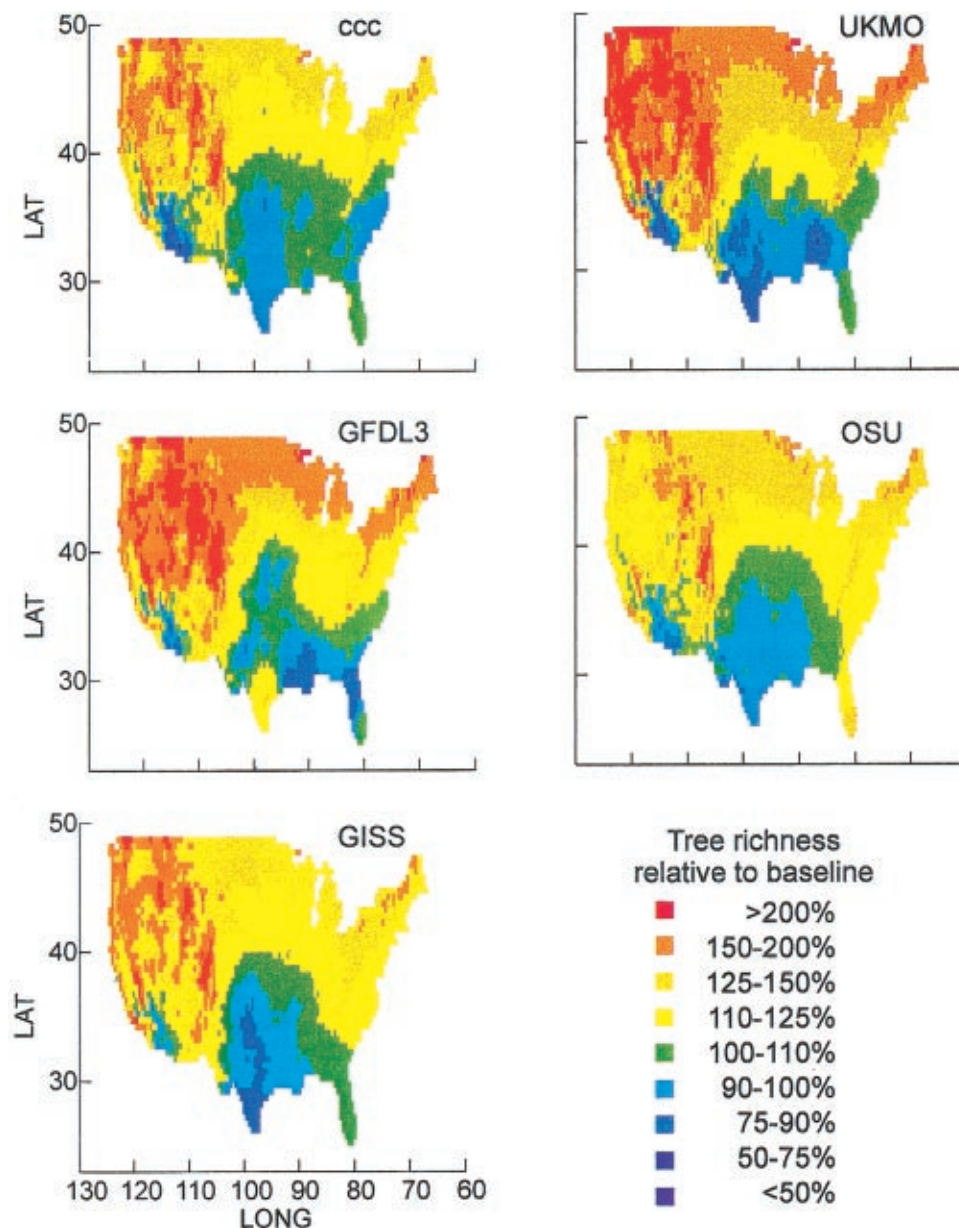 50
40
30
LAT
ccc
UKMO
50
40
30
LAT
GFDL3
OSU
50
40
30
LAT
GISS
130 120 110 100 90 80 70 60
LONG
Tree richness
relative to baseline
>200%
150-200%
125-150%
110-125%
100-110%
90-100%
75-90%
50-75%
<50%